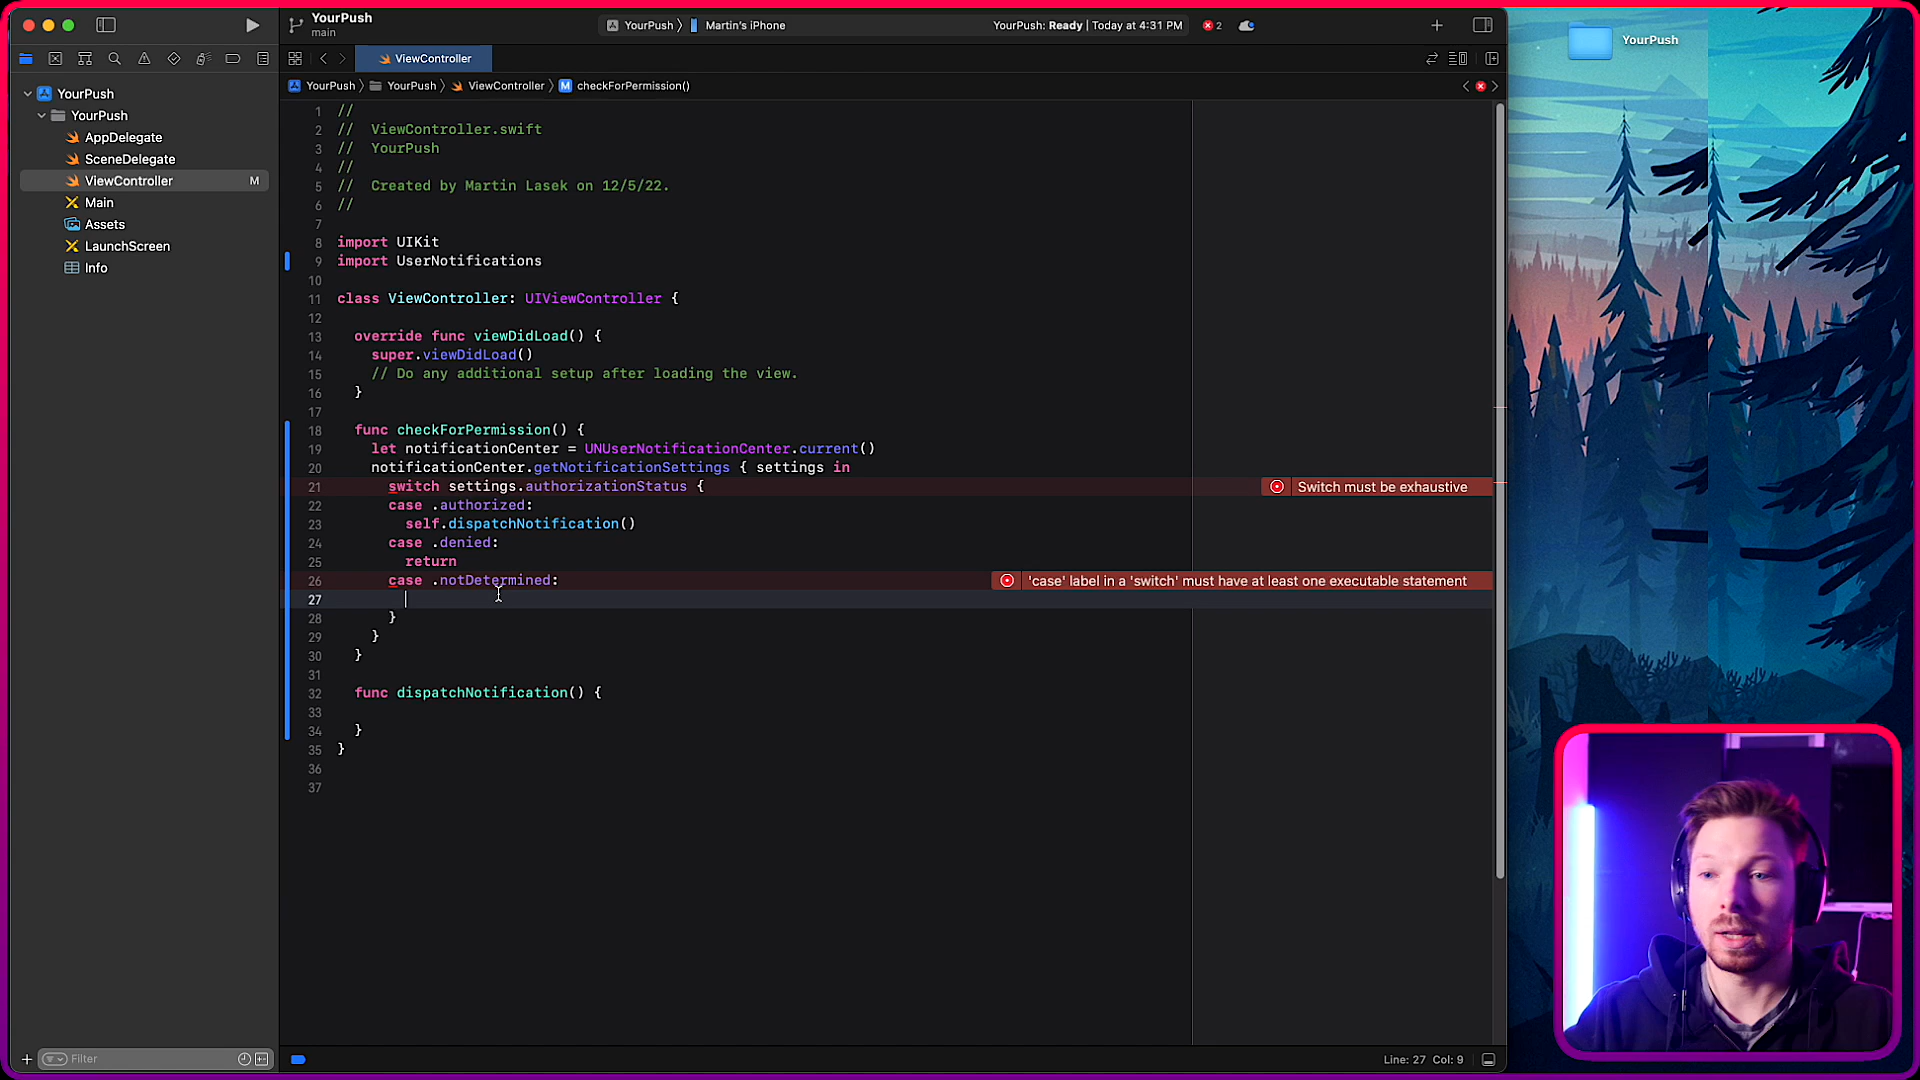 YourPush
main
YourPush
Martin's iPhone
YourPush: Ready | Today at 4:31 PM
2
ViewController
YourPush
YourPush
ViewController
M
checkForPermission()
YourPush
YourPush
AppDelegate
SceneDelegate
ViewController
M
Main
Assets
LaunchScreen
Info
1 //
2 //  ViewController.swift
3 //  YourPush
4 //
5 //  Created by Martin Lasek on 12/5/22.
6 //
7
8 import UIKit
9 import UserNotifications
10
11 class ViewController: UIViewController {
12
13   override func viewDidLoad() {
14     super.viewDidLoad()
15     // Do any additional setup after loading the view.
16   }
17
18   func checkForPermission() {
19     let notificationCenter = UNUserNotificationCenter.current()
20     notificationCenter.getNotificationSettings { settings in
21       switch settings.authorizationStatus { Switch must be exhaustive
22       case .authorized:
23         self.dispatchNotification()
24       case .denied:
25         return
26       case .notDetermined: 'case' label in a 'switch' must have at least one executable statement
27
28       }
29     }
30   }
31
32   func dispatchNotification() {
33
34   }
35 }
36
37
Filter
Line: 27 Col: 9
YourPush